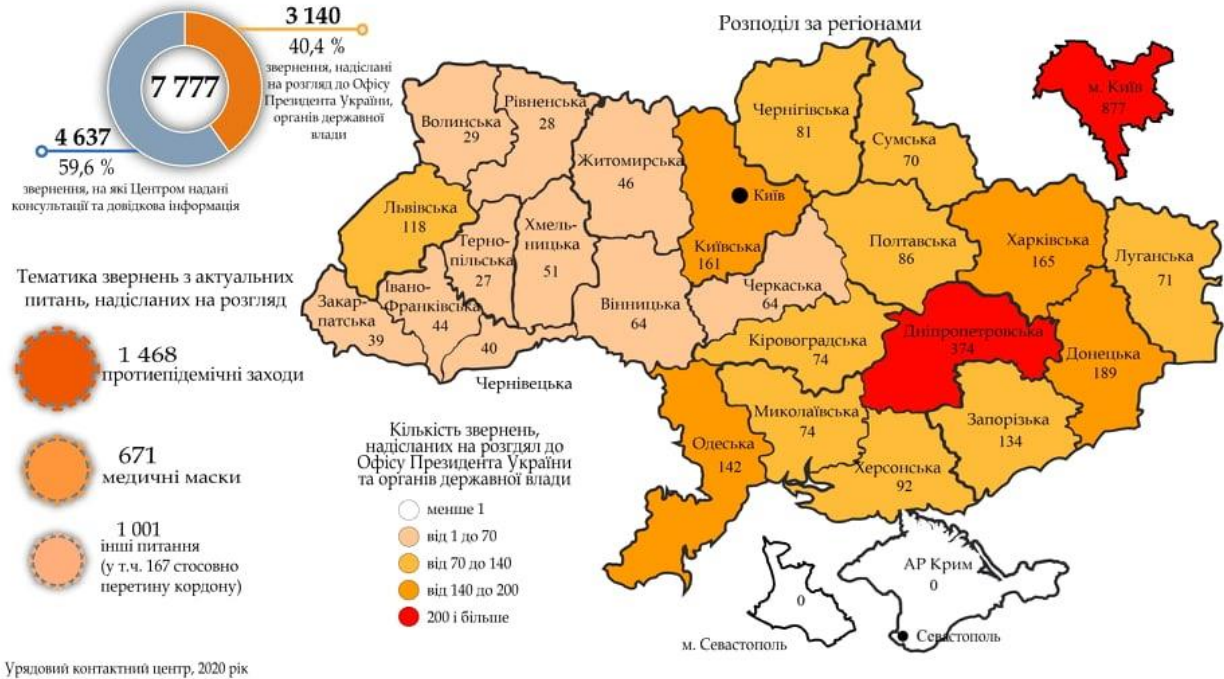 7 777
3 140
40,4 %
звернення, надіслані
на розгляд до Офісу
Президента України,
органів державної
влади
4 637
59,6 %
звернення, на які Центром надані
консультації та довідкова інформація
Тематика звернень з актуальних
питань, надісланих на розгляд
1 468
протиепідемічні заходи
671
медичні маски
1 001
інші питання
(у т.ч. 167 стосовно
перетину кордону)
Розподіл за регіонами
м. Київ
877
Волинська
29
Рівненська
28
Житомирська
46
Київ
Київська
161
Чернігівська
81
Сумська
70
Львівська
118
Терно-
пільська
27
Хмель-
ницька
51
Вінницька
64
Черкаська
64
Полтавська
86
Харківська
165
Луганська
71
Закар-
патська
39
Івано-
Франківська
44
40
Чернівецька
Кіровоградська
74
Дніпропетровська
374
Донецька
189
Одеська
142
Миколаївська
74
Херсонська
92
Запорізька
134
АР Крим
0
Севастополь
0
м. Севастополь
Кількість звернень,
надісланих на розгдял до
Офісу Президента України
та органів державної влади
менше 1
від 1 до 70
від 70 до 140
від 140 до 200
200 і більше
Урядовий контактний центр, 2020 рік